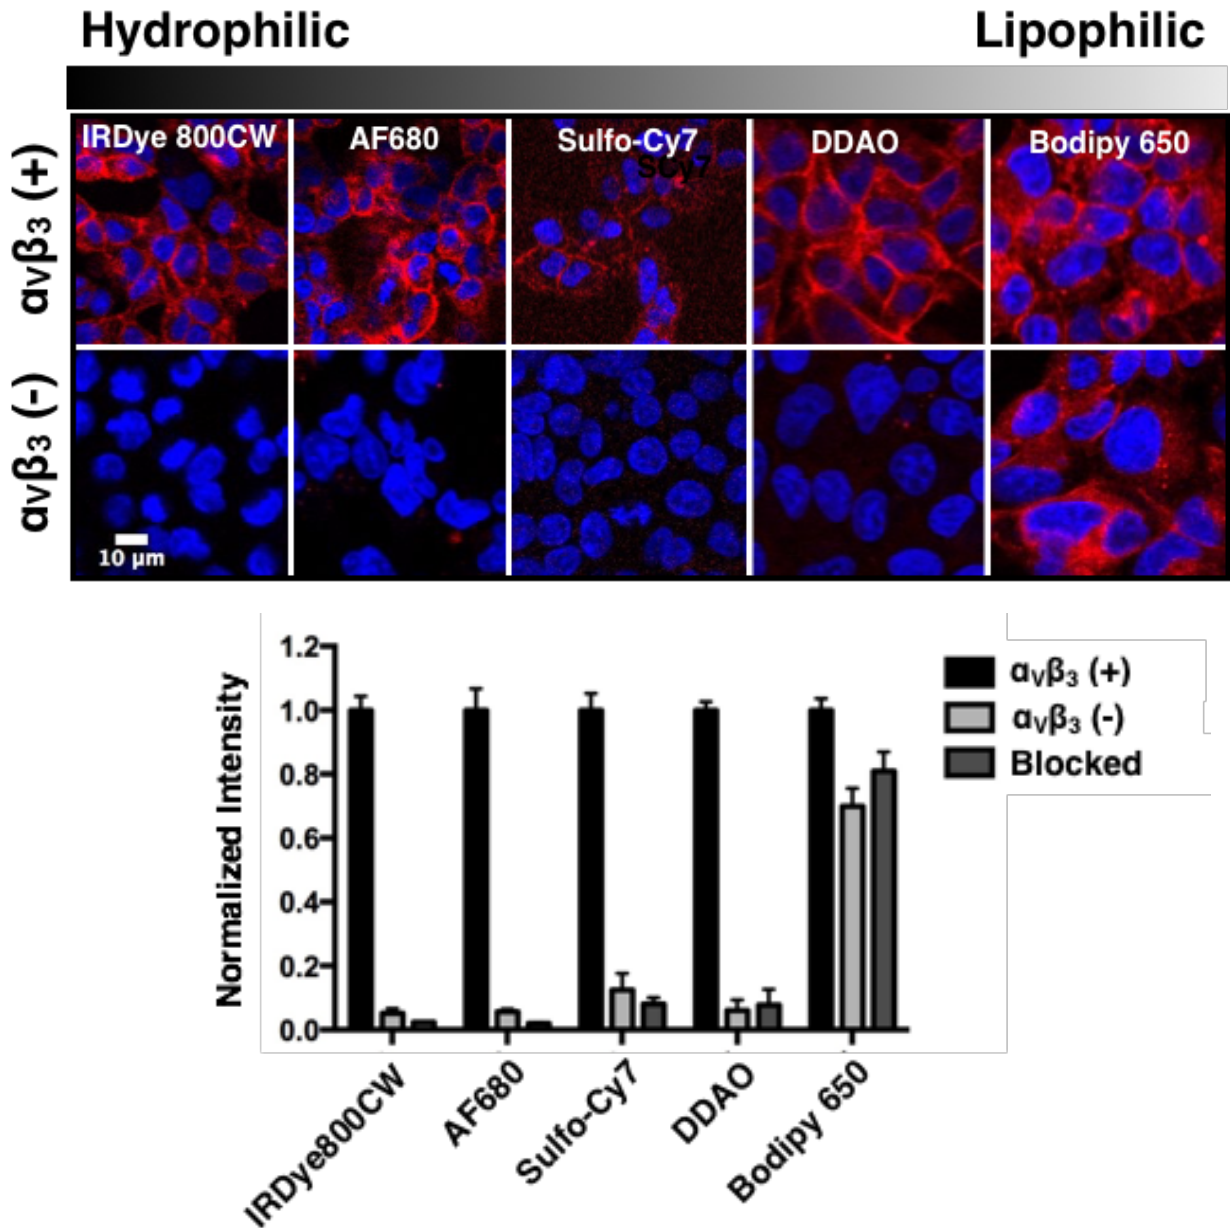 Hydrophilic Lipophilic
IRDye 800CW AF680 Sulfo-Cy7 DDAO Bodipy 650
SCy7
αvβ3 (+)
αvβ3 (-)
10 µm
1.2
1.0
0.8
0.6
0.4
0.2
0.0
Normalized Intensity
αvβ3 (+)
αvβ3 (-)
Blocked
IRDye800CW AF680 Sulfo-Cy7 DDAO Bodipy 650